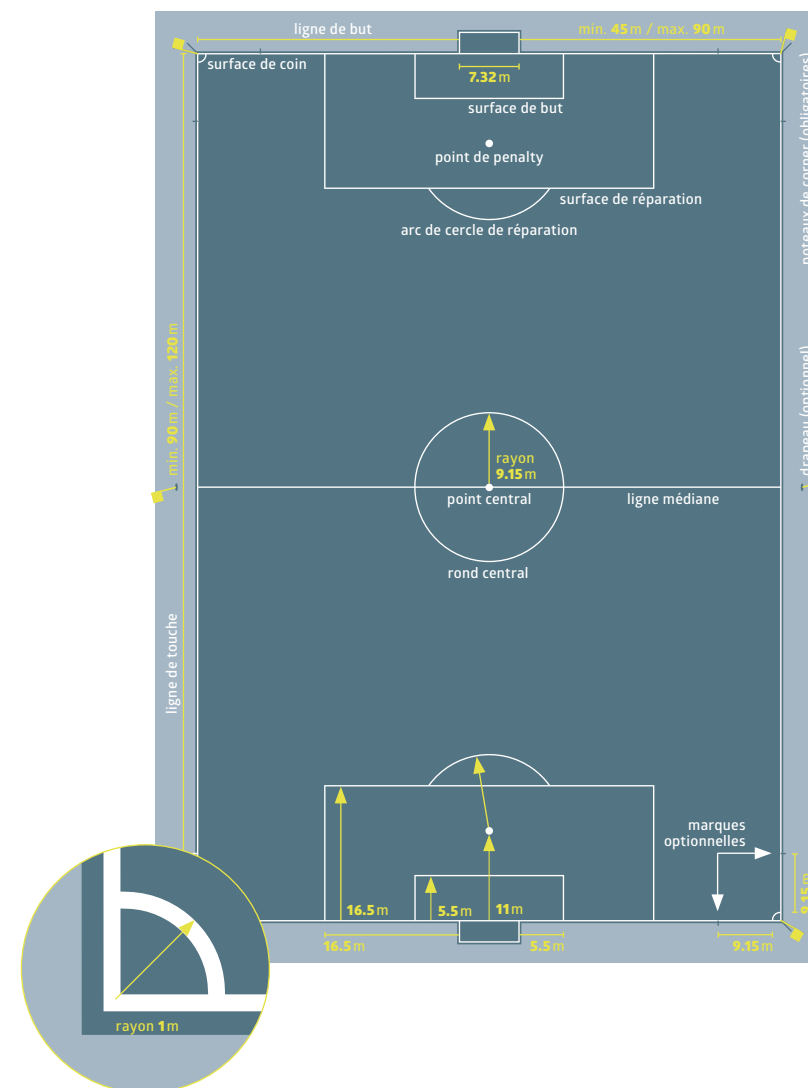 ligne de but
min. 45 m / max. 90 m
surface de coin
7.32 m
surface de but
point de penalty
surface de réparation
arc de cercle de réparation
poteaux de corner (obligatoires)
min. 90 m / max. 120 m
drapeau (optionnel)
rayon
9.15 m
point central
ligne médiane
rond central
ligne de touche
marques
optionnelles
16.5 m
5.5 m
11 m
9.15 m
16.5 m
5.5 m
9.15 m
rayon 1 m